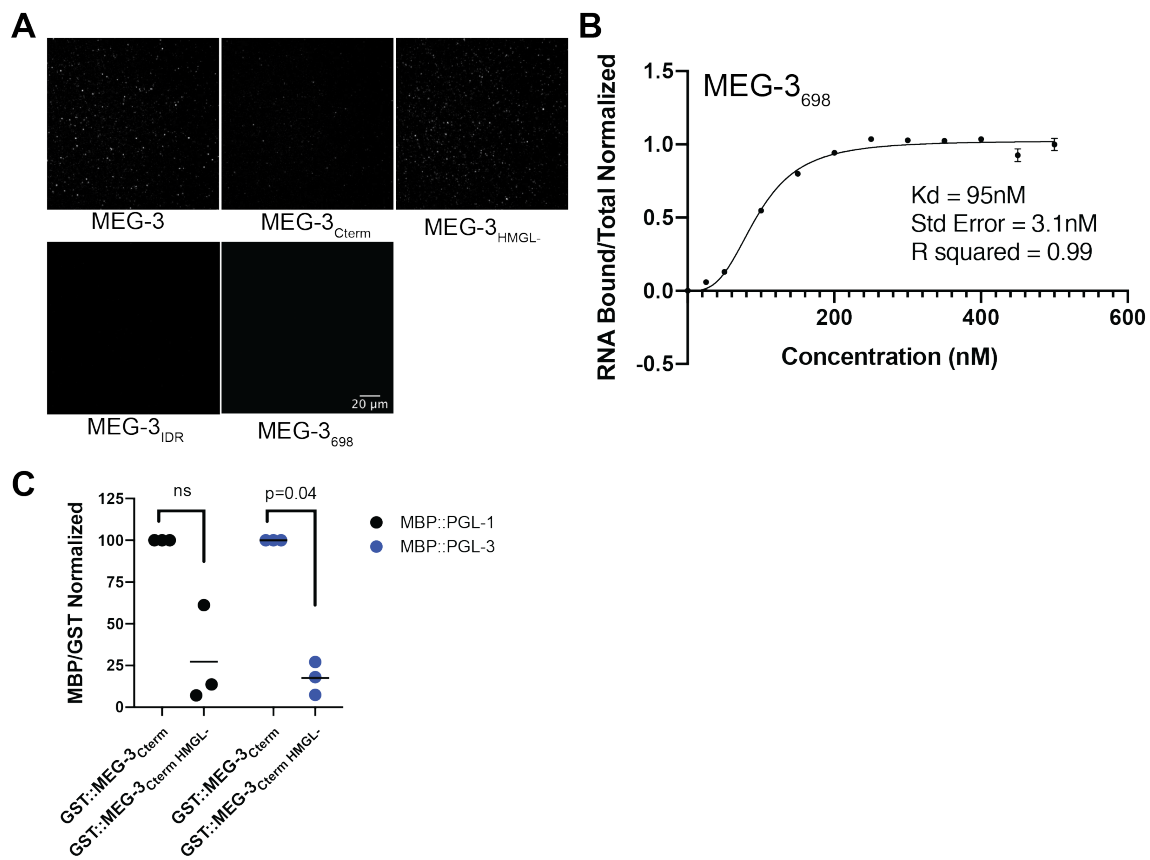 A
MEG-3
MEG-3Cterm
MEG-3HMGL-
MEG-3IDR
MEG-3698
20 µm
B
MEG-3698
RNA Bound/Total Normalized
1.5
1.0
0.5
0.0
-0.5
200
400
600
Concentration (nM)
Kd = 95nM
Std Error = 3.1nM
R squared = 0.99
C
MBP/GST Normalized
125
100
75
50
25
0
ns
p=0.04
MBP::PGL-1
MBP::PGL-3
GST::MEG-3Cterm
GST::MEG-3Cterm HMGL-
GST::MEG-3Cterm
GST::MEG-3Cterm HMGL-